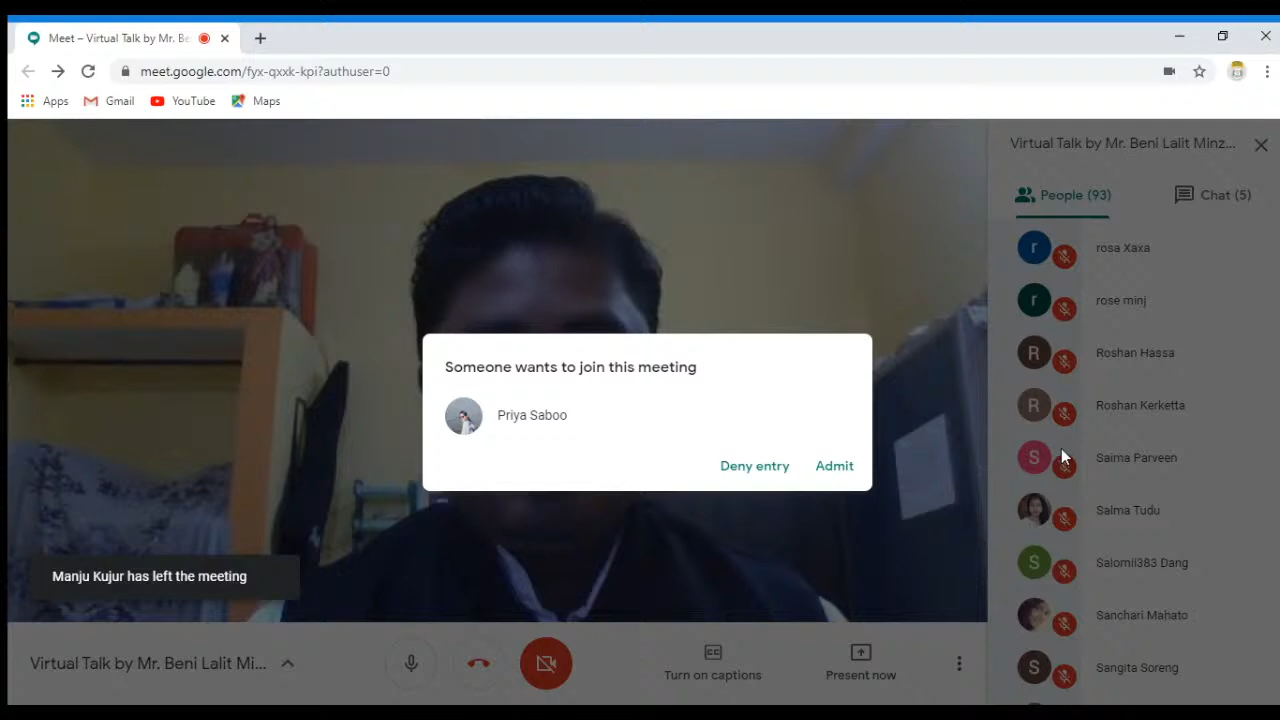 Meet – Virtual Talk by Mr. Be
meet.google.com/fyx-qxxk-kpi?authuser=0
Apps
Gmail
YouTube
Maps
Virtual Talk by Mr. Beni Lalit Minz...
People (93)
Chat (5)
r rosa Xaxa
r rose minj
R Roshan Hassa
R Roshan Kerketta
S Saima Parveen
Salma Tudu
S Salomii383 Dang
Sanchari Mahato
S Sangita Soreng
Someone wants to join this meeting
Priya Saboo
Deny entry
Admit
Manju Kujur has left the meeting
Virtual Talk by Mr. Beni Lalit Mi...
CC
Turn on captions
Present now